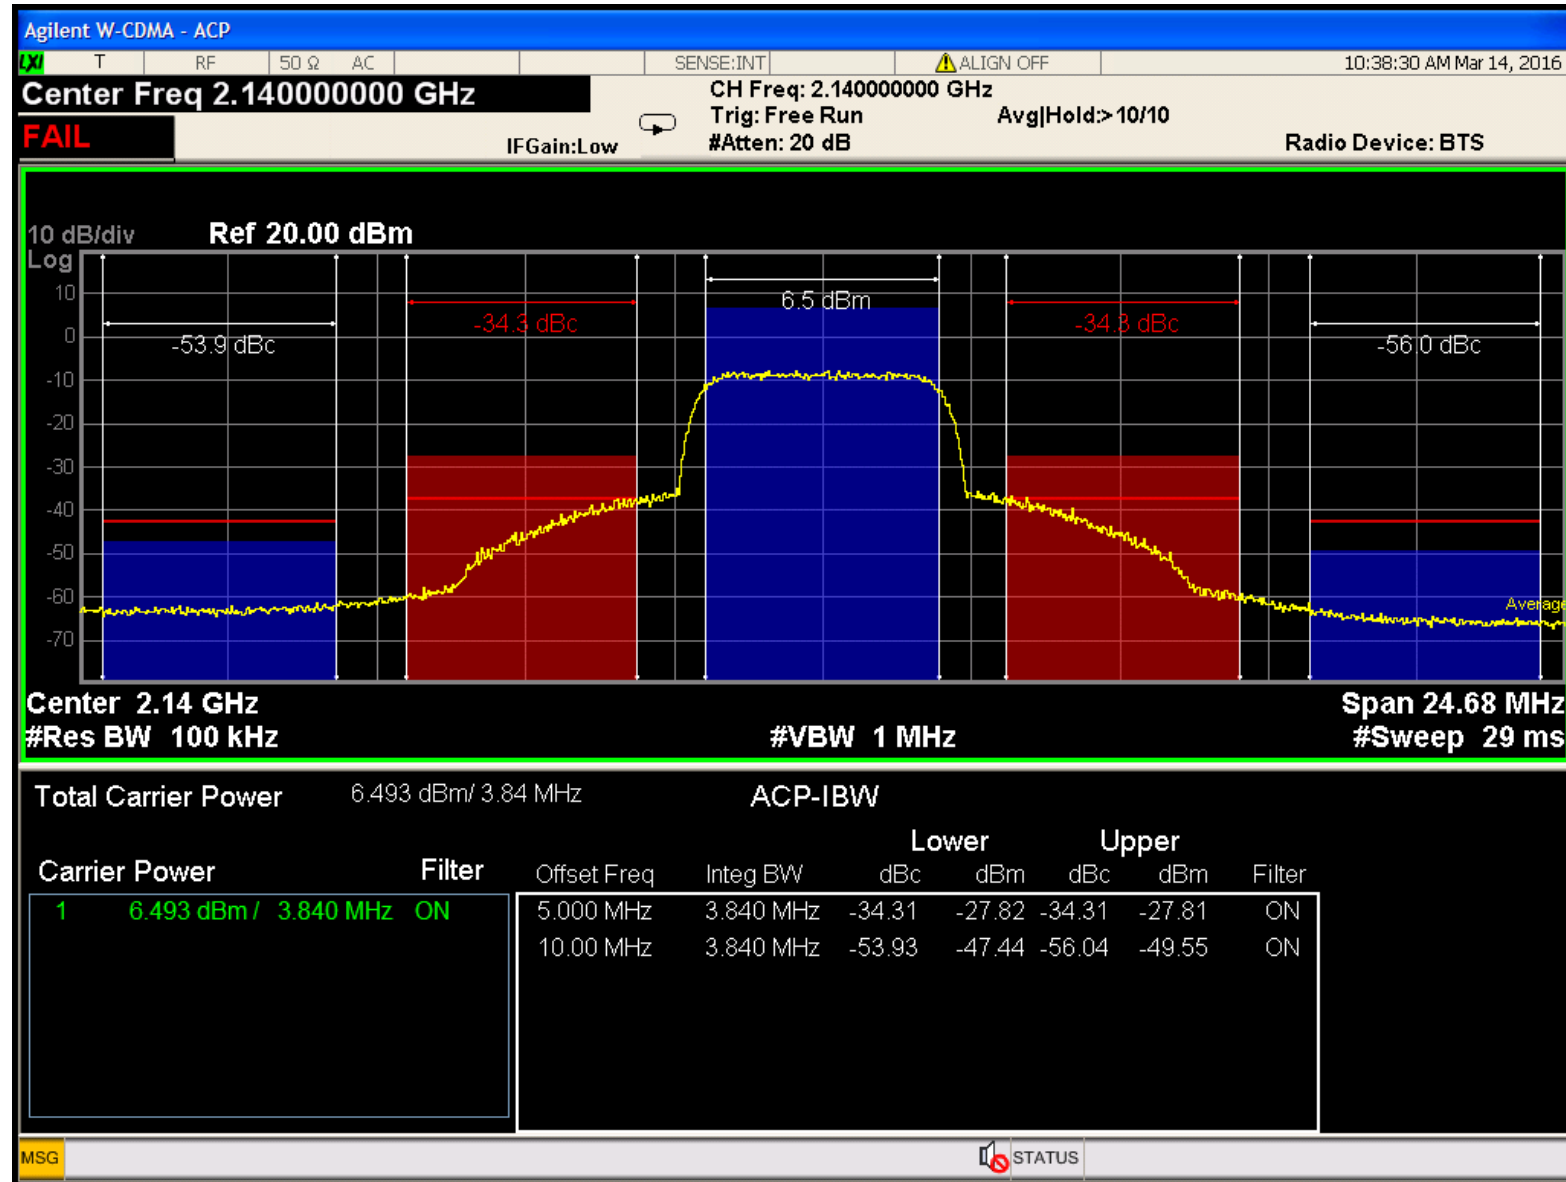 Agilent W-CDMA - ACP
LXI T RF 50 Ω AC SENSE:INT ALIGN OFF 10:38:30 AM Mar 14, 2016
Center Freq 2.140000000 GHz
CH Freq: 2.140000000 GHz
Trig: Free Run Avg|Hold:>10/10
FAIL
IFGain:Low #Atten: 20 dB Radio Device: BTS
10 dB/div Ref 20.00 dBm
Log
10
0
-10
-20
-30
-40
-50
-60
-70
-53.9 dBc
-34.3 dBc
6.5 dBm
-34.3 dBc
-56.0 dBc
Average
Center 2.14 GHz Span 24.68 MHz
#Res BW 100 kHz #VBW 1 MHz #Sweep 29 ms
Total Carrier Power 6.493 dBm/ 3.84 MHz ACP-IBW
Lower Upper
Carrier Power Filter Offset Freq Integ BW dBc dBm dBc dBm Filter
1 6.493 dBm / 3.840 MHz ON 5.000 MHz 3.840 MHz -34.31 -27.82 -34.31 -27.81 ON
10.00 MHz 3.840 MHz -53.93 -47.44 -56.04 -49.55 ON
MSG STATUS